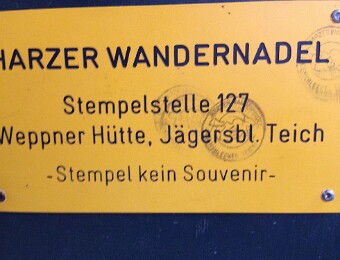 HARZER WANDERNADEL
Stempelstelle 127
Weppner Hütte, Jägersbl. Teich
-Stempel kein Souvenir-